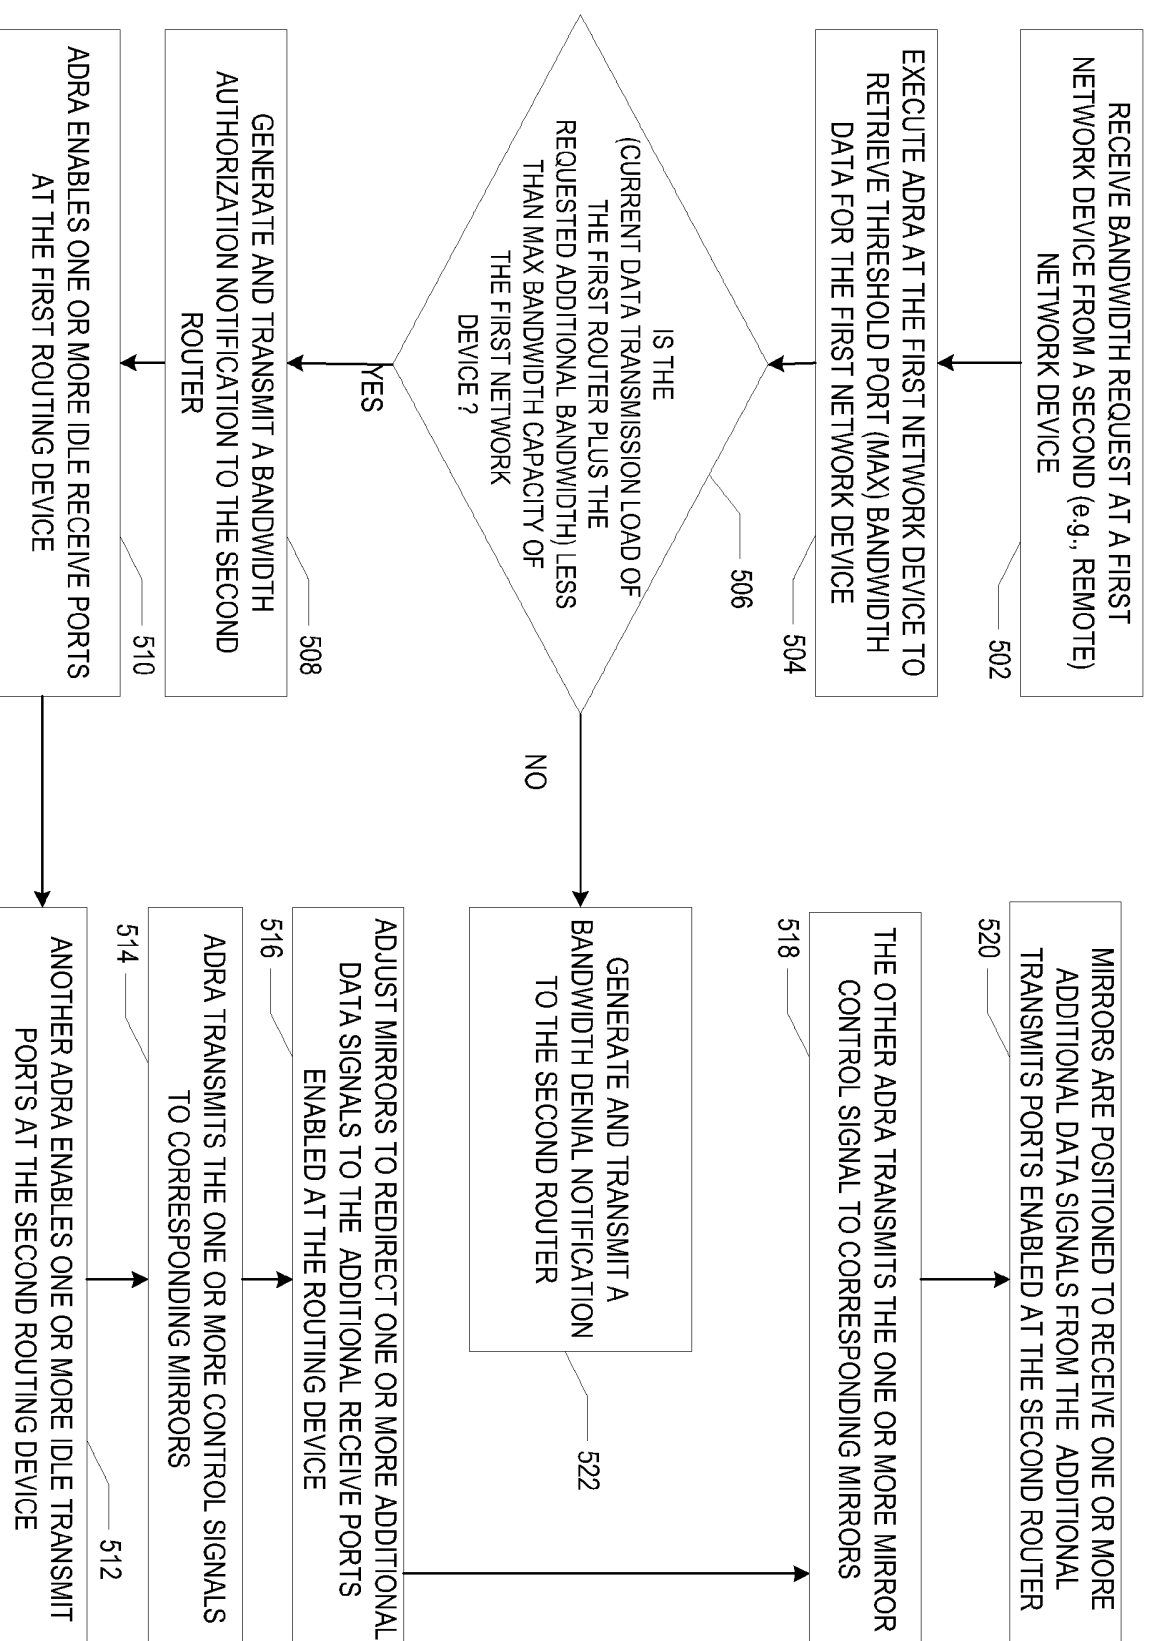 RECEIVE BANDWIDTH REQUEST AT A FIRST
NETWORK DEVICE FROM A SECOND (e.g., REMOTE)
NETWORK DEVICE
502
EXECUTE ADRA AT THE FIRST NETWORK DEVICE TO
RETRIEVE THRESHOLD PORT (MAX) BANDWIDTH
DATA FOR THE FIRST NETWORK DEVICE
504
IS THE
(CURRENT DATA TRANSMISSION LOAD OF
THE FIRST ROUTER PLUS THE
REQUESTED ADDITIONAL BANDWIDTH) LESS
THAN MAX BANDWIDTH CAPACITY OF
THE FIRST NETWORK
DEVICE ?
506
YES
NO
GENERATE AND TRANSMIT A BANDWIDTH
AUTHORIZATION NOTIFICATION TO THE SECOND
ROUTER
508
ADRA ENABLES ONE OR MORE IDLE RECEIVE PORTS
AT THE FIRST ROUTING DEVICE
510
MIRRORS ARE POSITIONED TO RECEIVE ONE OR MORE
ADDITIONAL DATA SIGNALS FROM THE ADDITIONAL
TRANSMITS PORTS ENABLED AT THE SECOND ROUTER
520
THE OTHER ADRA TRANSMITS THE ONE OR MORE MIRROR
CONTROL SIGNAL TO CORRESPONDING MIRRORS
518
GENERATE AND TRANSMIT A
BANDWIDTH DENIAL NOTIFICATION
TO THE SECOND ROUTER
522
ADJUST MIRRORS TO REDIRECT ONE OR MORE ADDITIONAL
DATA SIGNALS TO THE ADDITIONAL RECEIVE PORTS
ENABLED AT THE ROUTING DEVICE
516
ADRA TRANSMITS THE ONE OR MORE CONTROL SIGNALS
TO CORRESPONDING MIRRORS
514
ANOTHER ADRA ENABLES ONE OR MORE IDLE TRANSMIT
PORTS AT THE SECOND ROUTING DEVICE
512